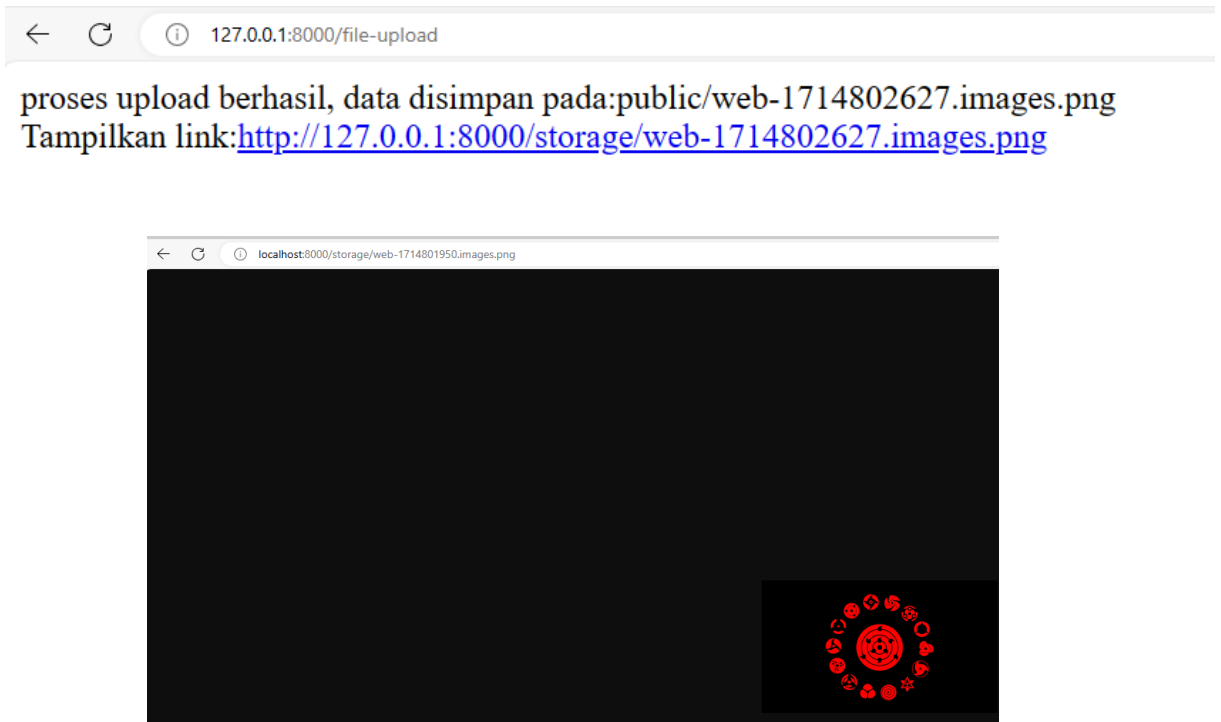 127.0.0.1:8000/file-upload
proses upload berhasil, data disimpan pada:public/web-1714802627.images.png
Tampilkan link:http://127.0.0.1:8000/storage/web-1714802627.images.png
localhost:8000/storage/web-1714801950.images.png